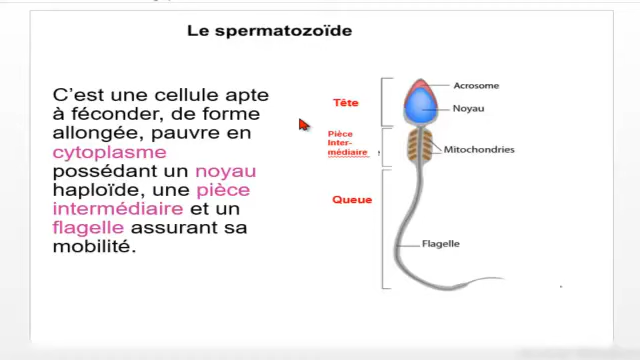 Le spermatozoïde
C'est une cellule apte
à féconder, de forme
allongée, pauvre en
cytoplasme
possédant un noyau
haploïde, une pièce
intermédiaire et un
flagelle assurant sa
mobilité.
Tête
Acrosome
Noyau
Pièce
Inter-
médiaire
Mitochondries
Queue
Flagelle